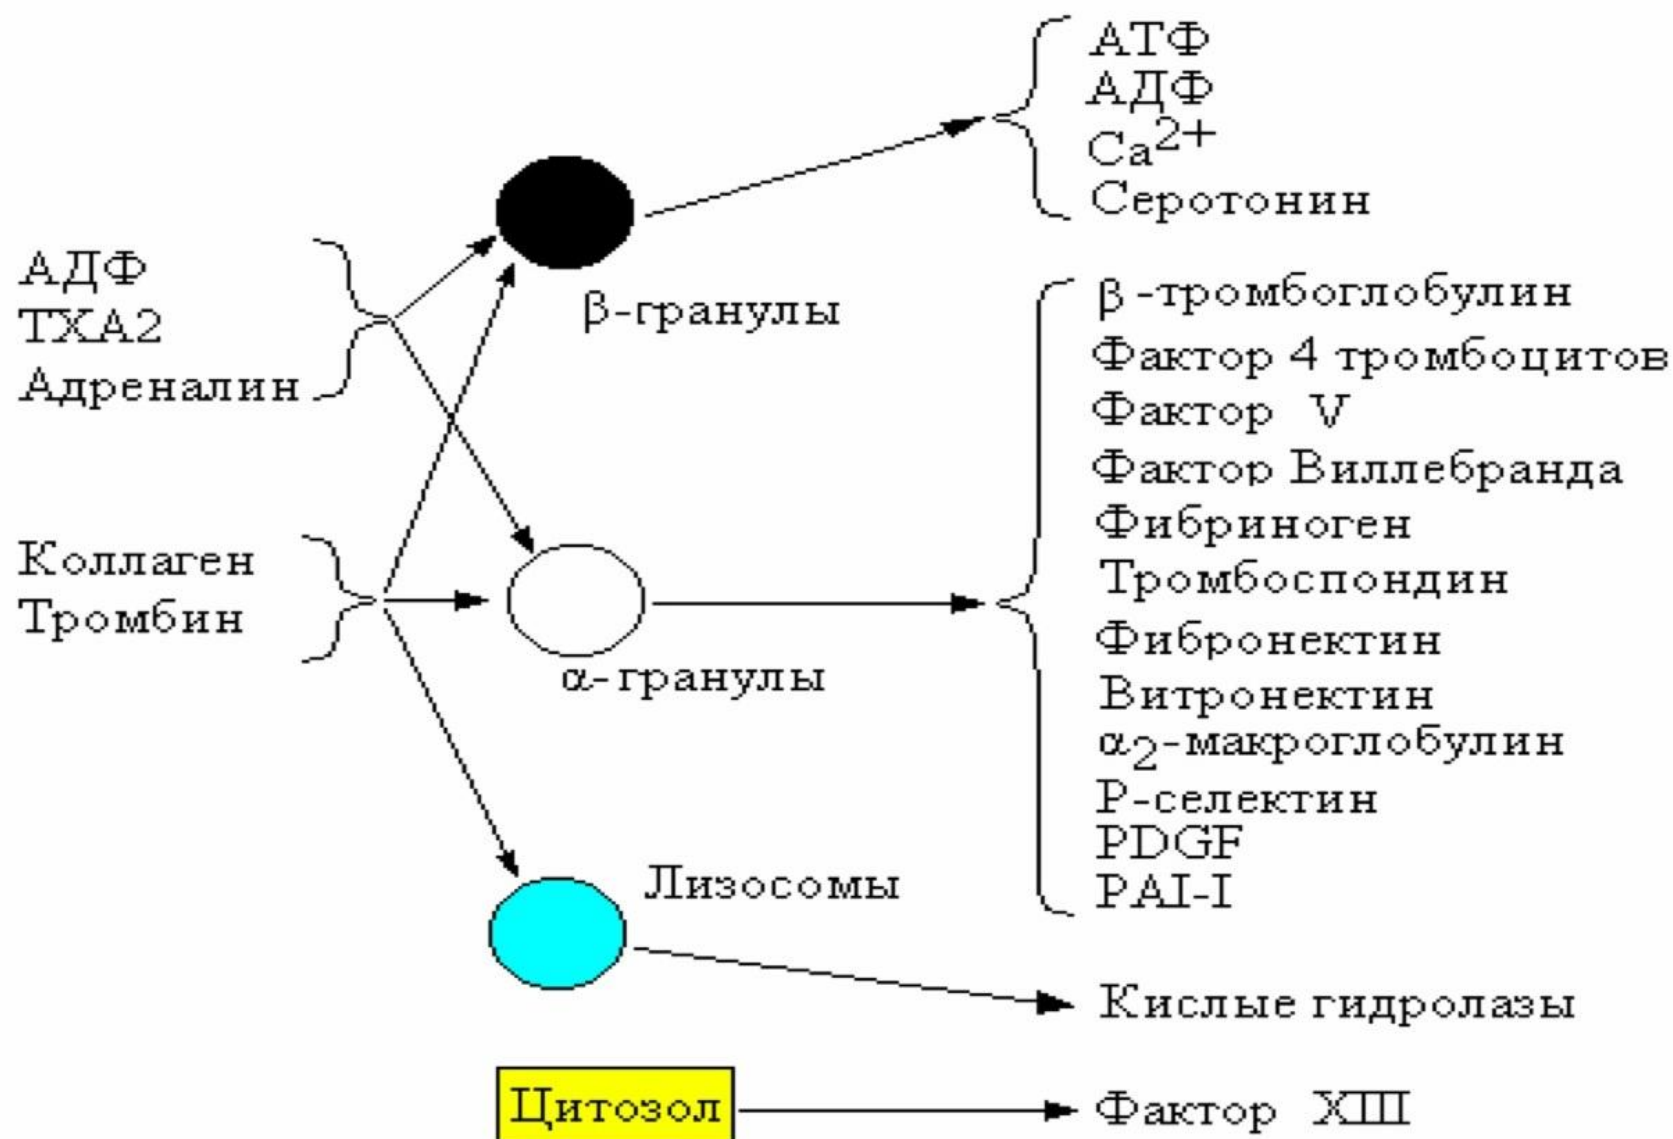 АДФ
ТХА2
Адреналин
Коллаген
Тромбин
β-гранулы
α-гранулы
Лизосомы
Цитозол
АТФ
АДФ
Ca2+
Серотонин
β-тромбоглобулин
Фактор 4 тромбоцитов
Фактор V
Фактор Виллебранда
Фибриноген
Тромбоспондин
Фибронектин
Витронектин
α2-макроглобулин
Р-селектин
PDGF
PAI-I
Кислые гидролазы
Фактор XIII